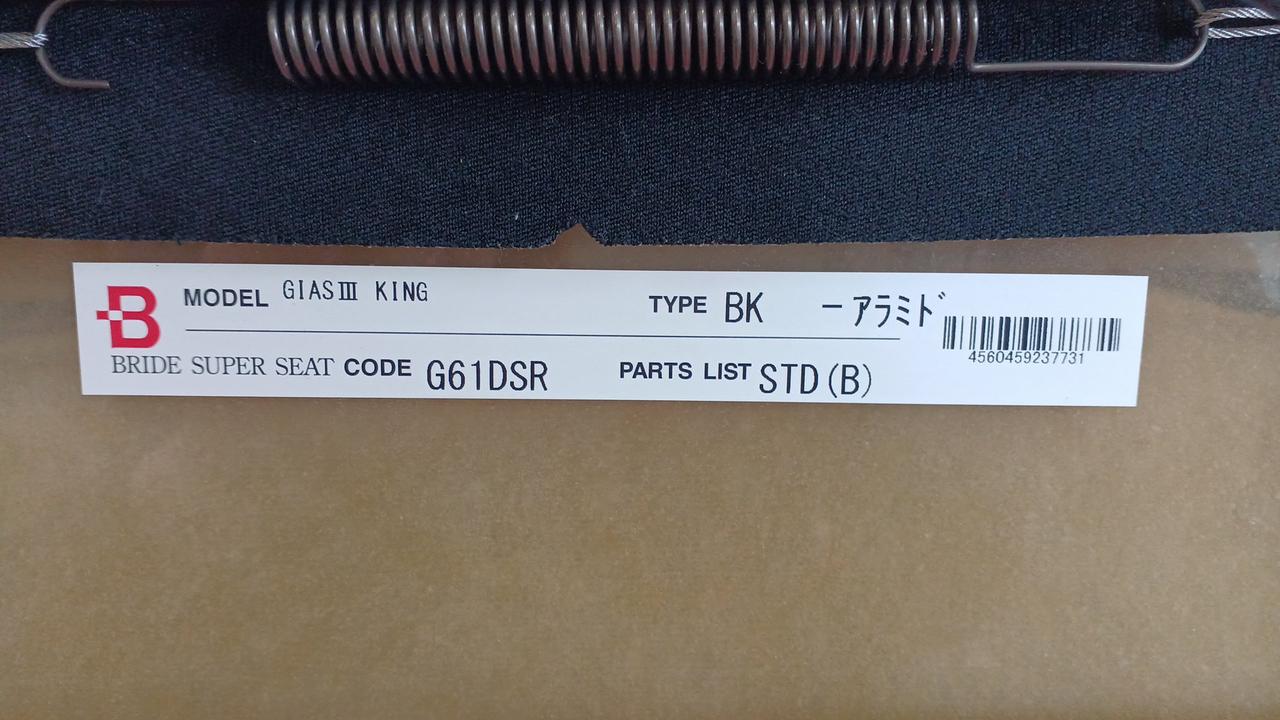 B MODEL GIASⅢ KING TYPE BK ーアラミド
BRIDE SUPER SEAT CODE G61DSR PARTS LIST STD(B)
4560459237731